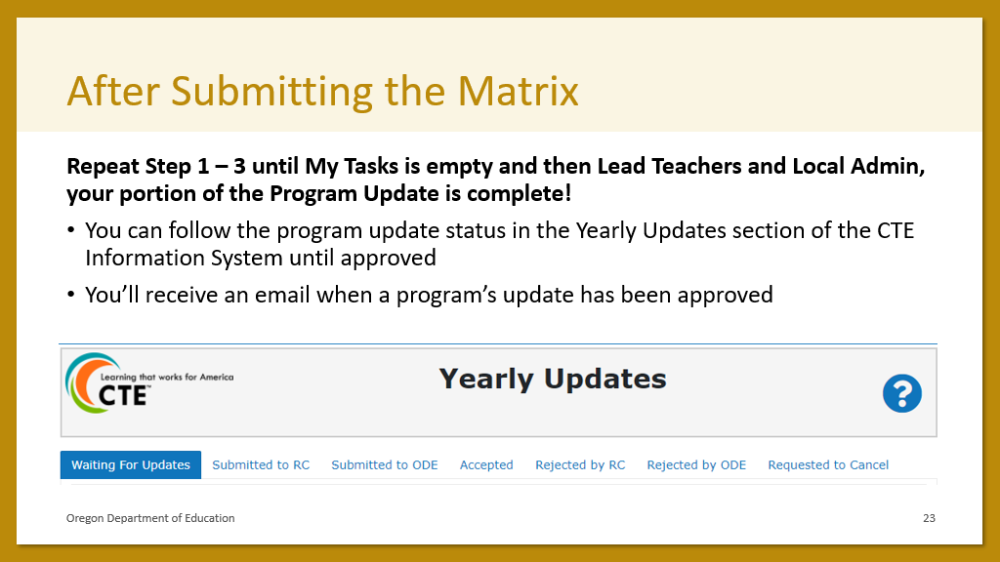 After Submitting the Matrix
Repeat Step 1 – 3 until My Tasks is empty and then Lead Teachers and Local Admin,
your portion of the Program Update is complete!
• You can follow the program update status in the Yearly Updates section of the CTE
Information System until approved
• You’ll receive an email when a program’s update has been approved
Learning that works for America
CTE™
Yearly Updates
?
Waiting For Updates Submitted to RC Submitted to ODE Accepted Rejected by RC Rejected by ODE Requested to Cancel
Oregon Department of Education 23